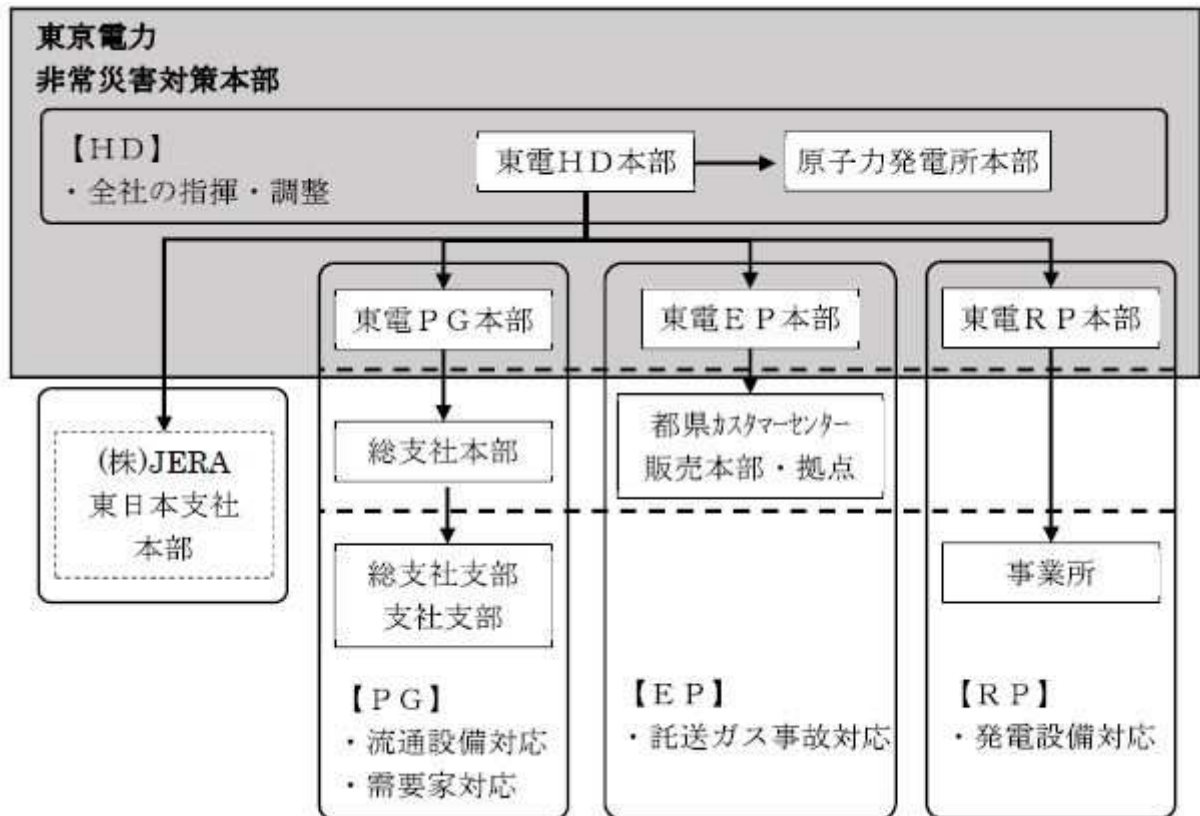 東京電力
非常災害対策本部
【HD】
・全社の指揮・調整
東電HD本部
原子力発電所本部
東電PG本部
東電EP本部
東電RP本部
(株)JERA
東日本支社
本部
総支社本部
都県カスタマーセンター
販売本部・拠点
総支社支部
支社支部
事業所
【PG】
・流通設備対応
・需要家対応
【EP】
・託送ガス事故対応
【RP】
・発電設備対応